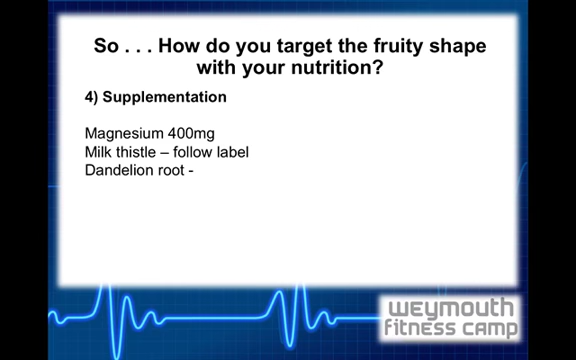 So . . . How do you target the fruity shape
with your nutrition?
4) Supplementation
Magnesium 400mg
Milk thistle – follow label
Dandelion root -
weymouth
fitness camp